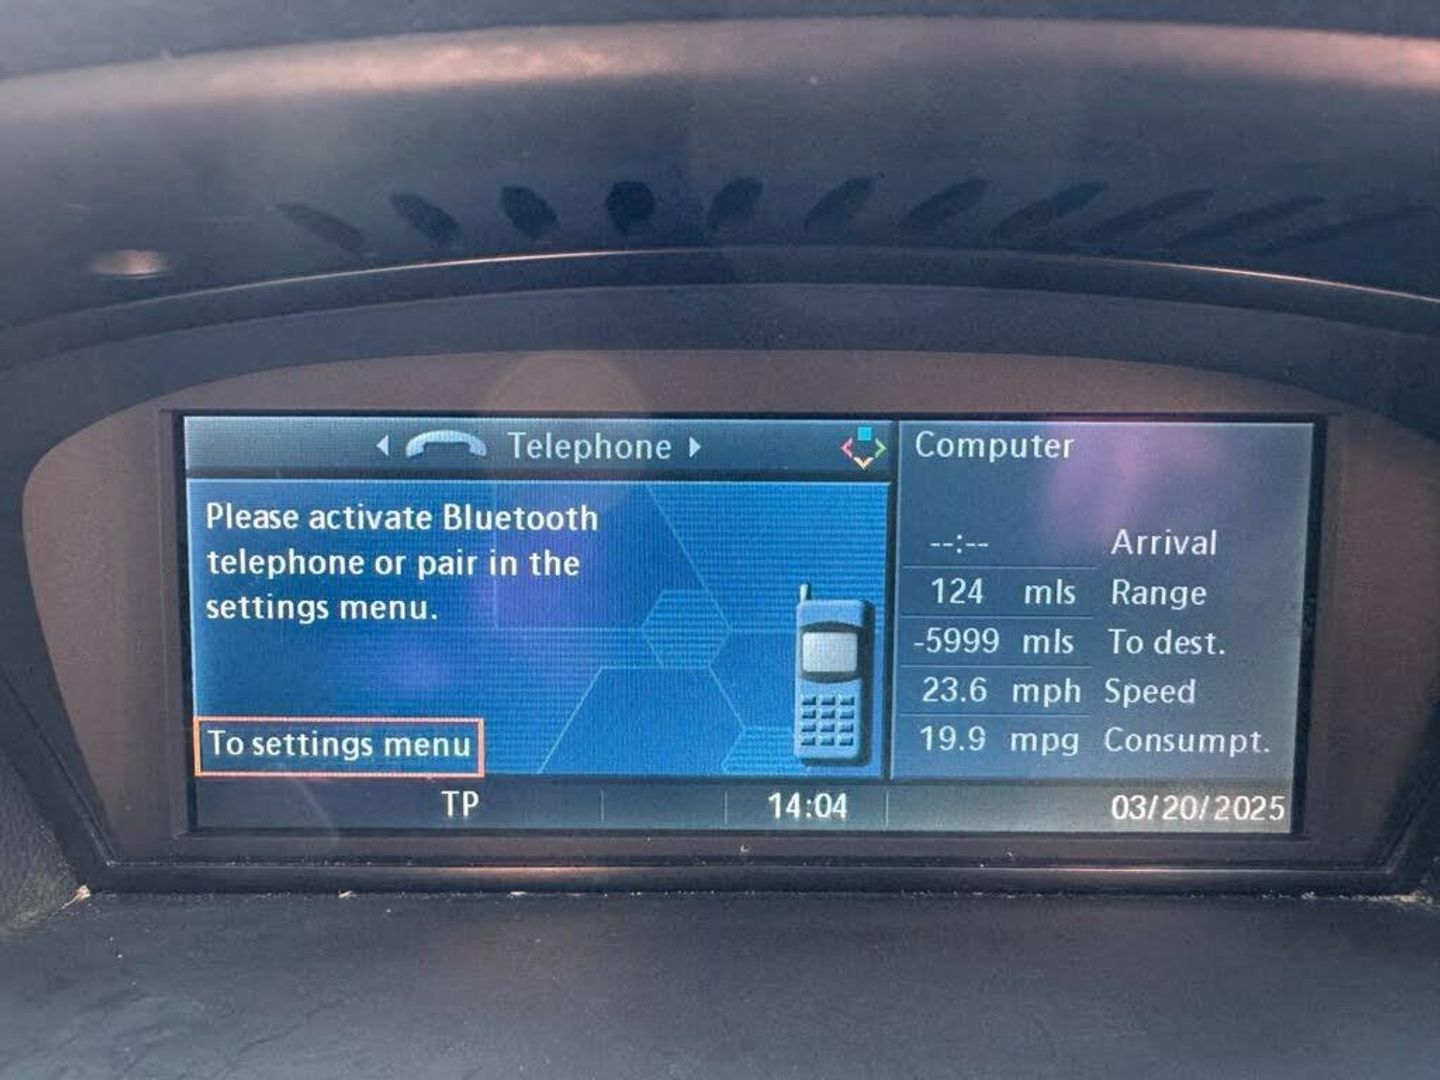 Telephone
Please activate Bluetooth
telephone or pair in the
settings menu.
To settings menu
Computer
--:-- Arrival
124 mls Range
-5999 mls To dest.
23.6 mph Speed
19.9 mpg Consumpt.
TP 14:04 03/20/2025